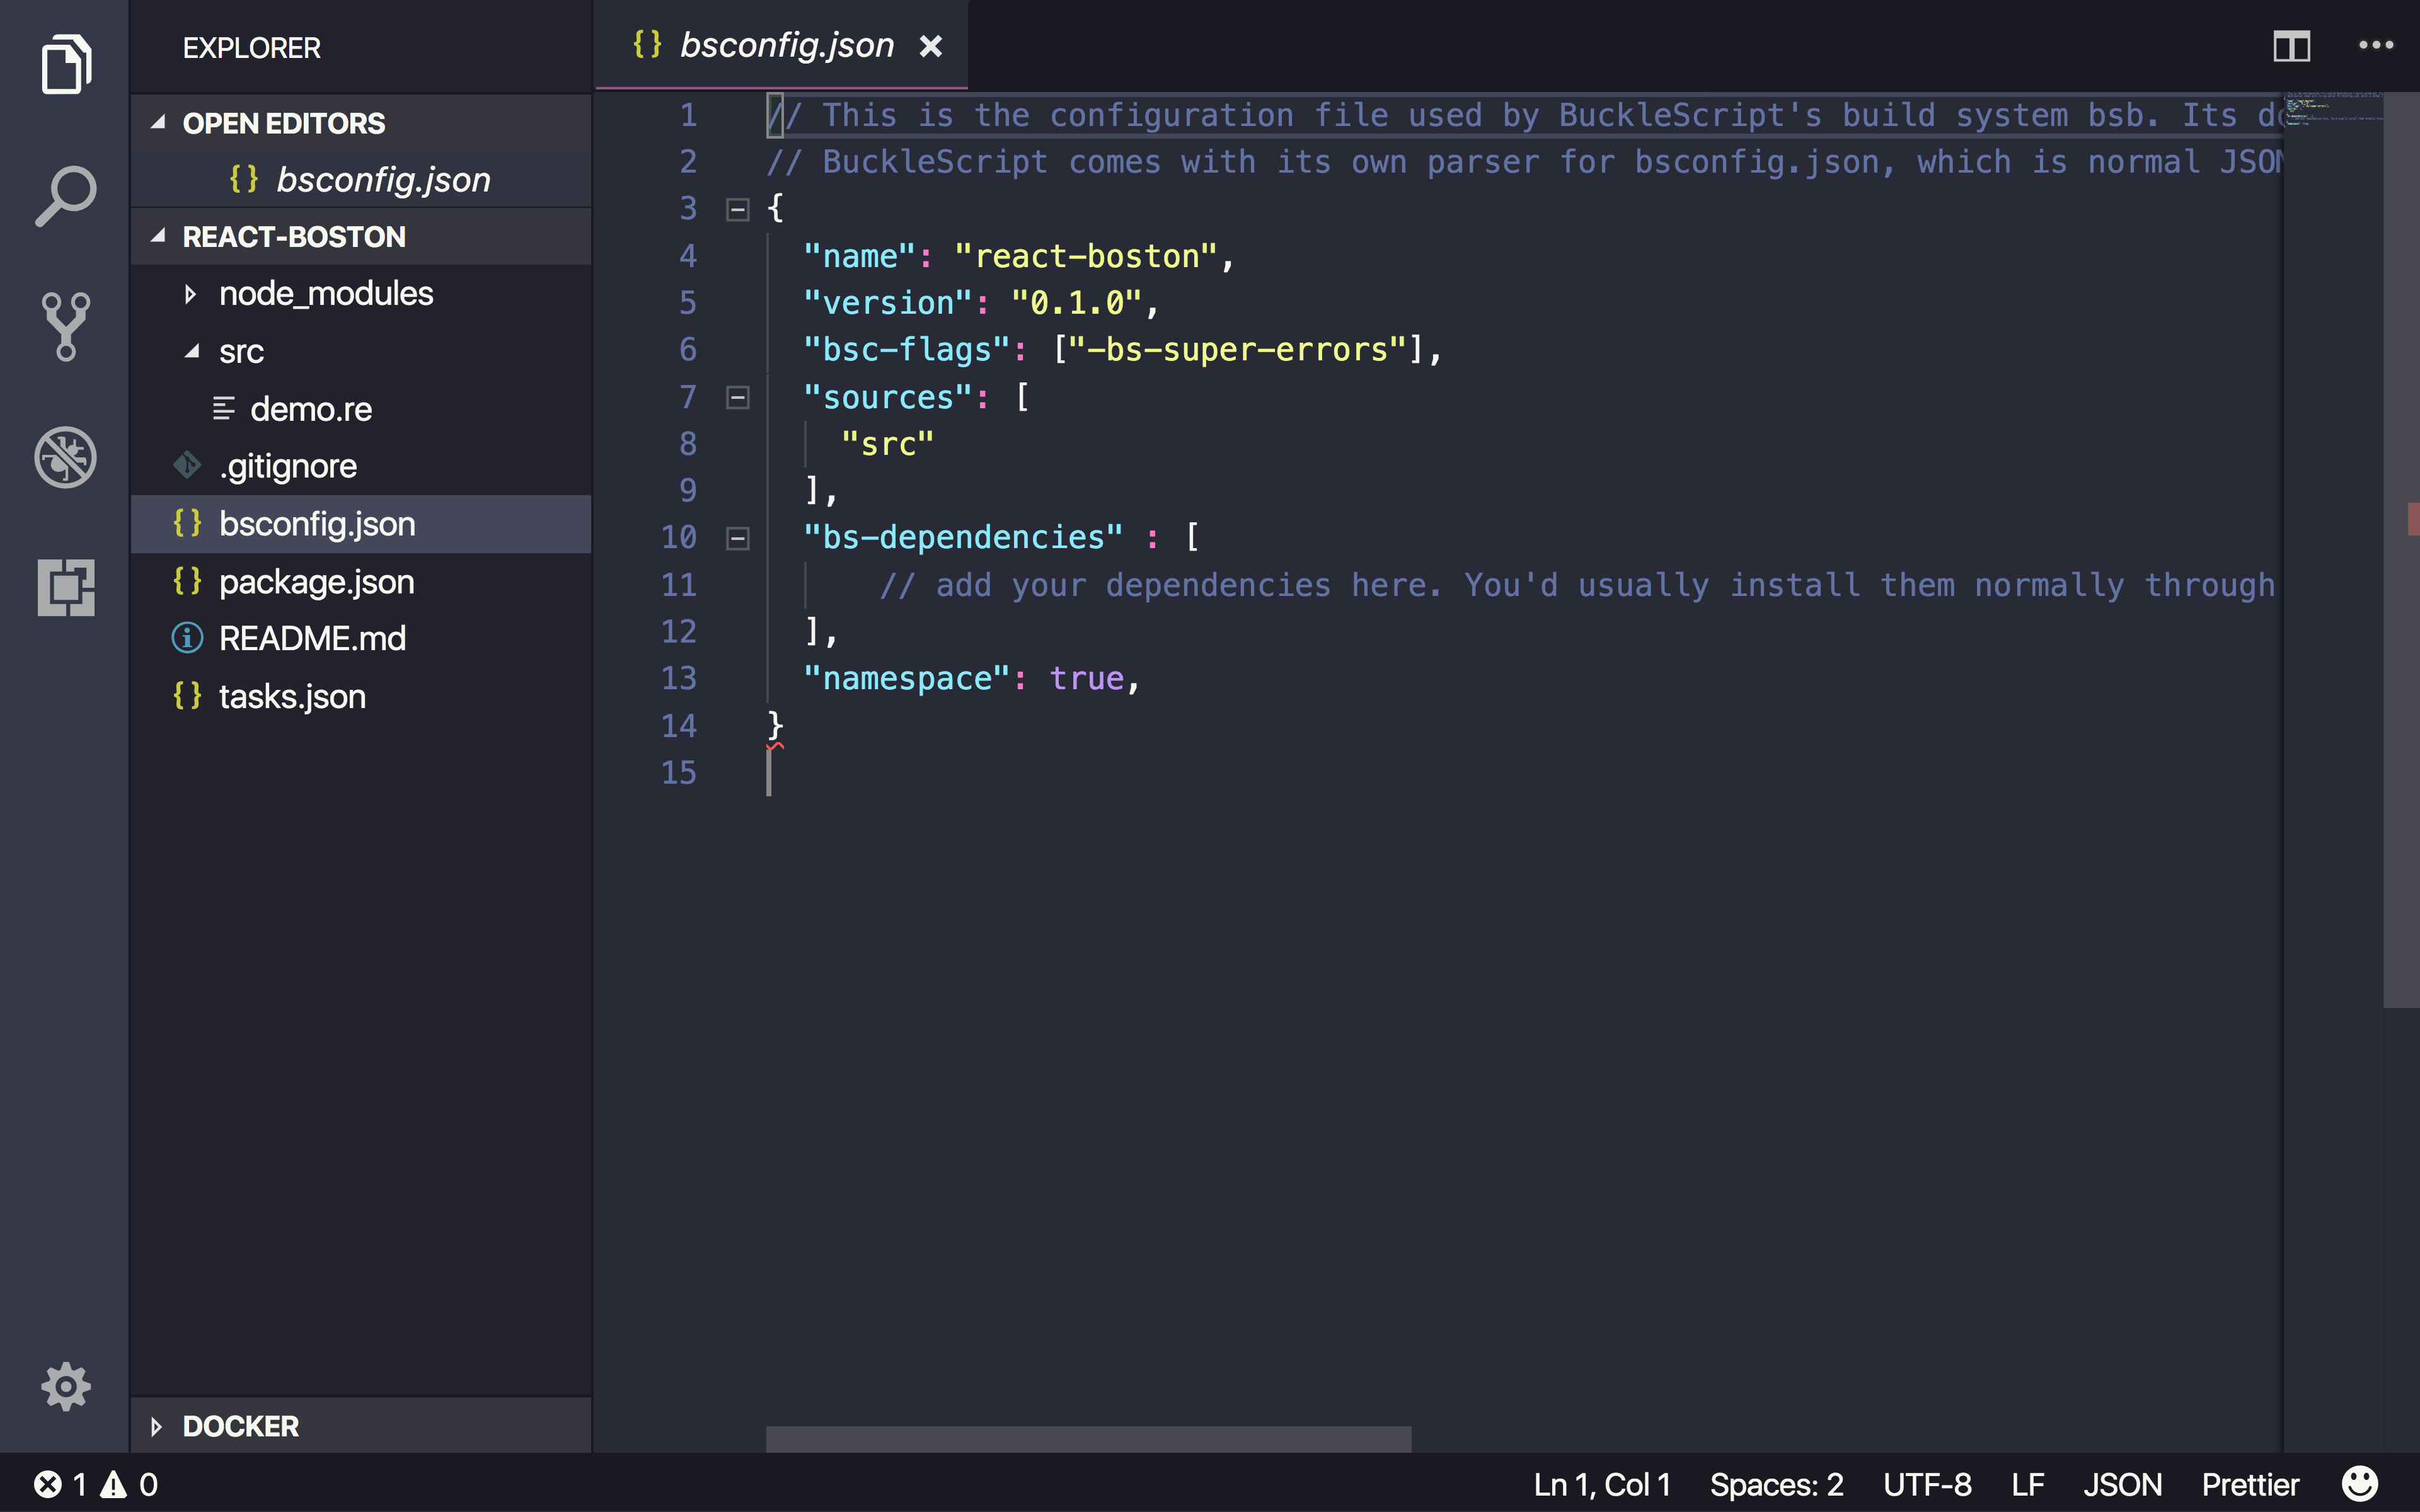 EXPLORER
OPEN EDITORS
{} bsconfig.json
REACT-BOSTON
node_modules
src
demo.re
.gitignore
{} bsconfig.json
{} package.json
README.md
{} tasks.json
DOCKER
{} bsconfig.json
1 // This is the configuration file used by BuckleScript's build system bsb. Its do
2 // BuckleScript comes with its own parser for bsconfig.json, which is normal JSON
3 {
4 "name": "react-boston",
5 "version": "0.1.0",
6 "bsc-flags": ["-bs-super-errors"],
7 "sources": [
8 "src"
9 ],
10 "bs-dependencies" : [
11 // add your dependencies here. You'd usually install them normally through
12 ],
13 "namespace": true,
14 }
15
1 0 Ln 1, Col 1 Spaces: 2 UTF-8 LF JSON Prettier